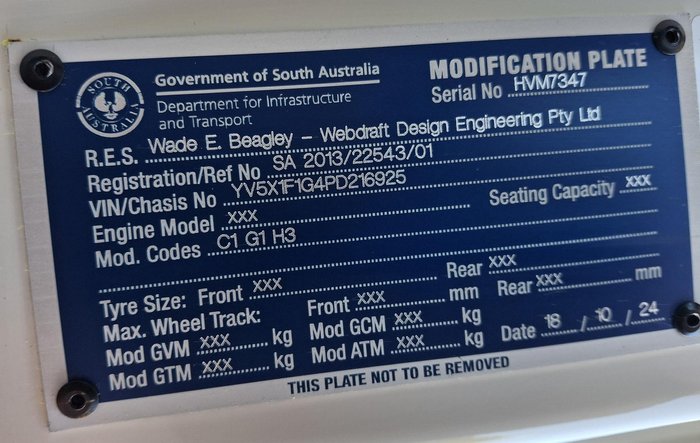 SOUTH AUSTRALIA
Government of South Australia
Department for Infrastructure
and Transport
MODIFICATION PLATE
Serial No HVM7347
R.E.S. Wade E. Beagley - Webdraft Design Engineering Pty Ltd
Registration/Ref No SA 2013/22543/01
VIN/Chasis No YV5X1F1G4PD216925
Engine Model xxx Seating Capacity xxx
Mod. Codes C1 G1 H3
Tyre Size: Front xxx Rear xxx
Max. Wheel Track: Front xxx mm Rear xxx mm
Mod GVM xxx kg Mod GCM xxx kg
Mod GTM xxx kg Mod ATM xxx kg Date 18/10/24
THIS PLATE NOT TO BE REMOVED